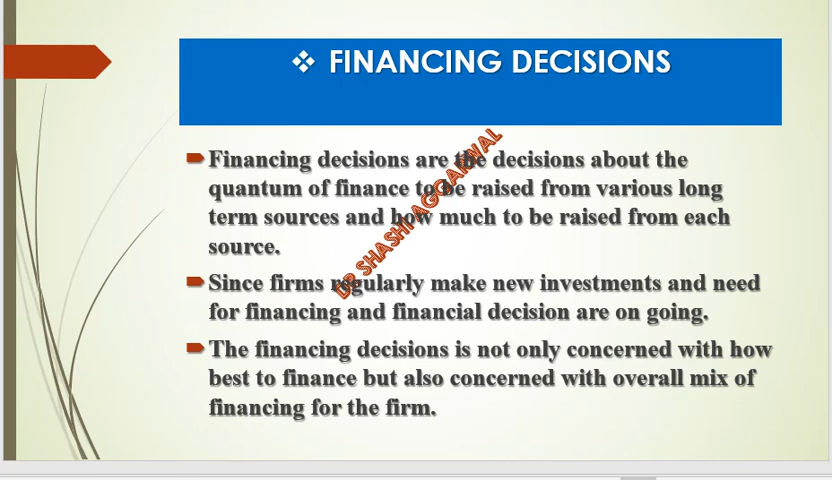 ❖ FINANCING DECISIONS
Financing decisions are the decisions about the
quantum of finance to be raised from various long
term sources and how much to be raised from each
source.
Since firms regularly make new investments and need
for financing and financial decision are on going.
The financing decisions is not only concerned with how
best to finance but also concerned with overall mix of
financing for the firm.
DR SHASHI AGGARWAL